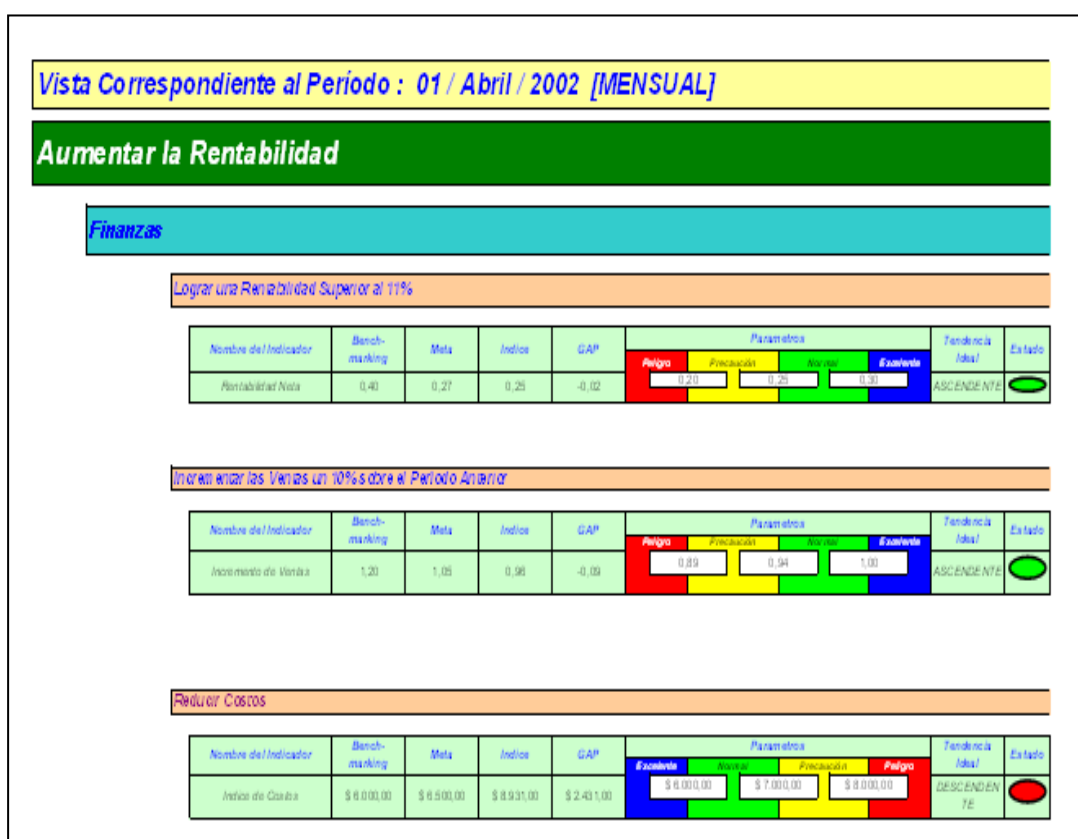 Vista Correspondiente al Período : 01 / Abril / 2002 [MENSUAL]
Aumentar la Rentabilidad
Finanzas
Lograr una Rentabilidad Superior al 11%
Nombre del Indicador Bench-marking Meta Indice GAP Parametros Tendencia Ideal Estado
Peligro Precaución Normal Excelente
Rentabilidad Neta 0,40 0,27 0,25 -0,02 0,20 0,25 0,30 ASCENDENTE
Incrementar las Ventas un 10% sobre el Periodo Anterior
Nombre del Indicador Bench-marking Meta Indice GAP Parametros Tendencia Ideal Estado
Peligro Precaución Normal Excelente
Incremento de Ventas 1,20 1,05 0,96 -0,09 0,89 0,94 1,00 ASCENDENTE
Reducir Costos
Nombre del Indicador Bench-marking Meta Indice GAP Parametros Tendencia Ideal Estado
Excelente Normal Precaución Peligro
Indice de Costos $ 6.000,00 $ 6.500,00 $ 8.931,00 $ 2.431,00 $ 6.000,00 $ 7.000,00 $ 8.000,00 DESCENDENTE